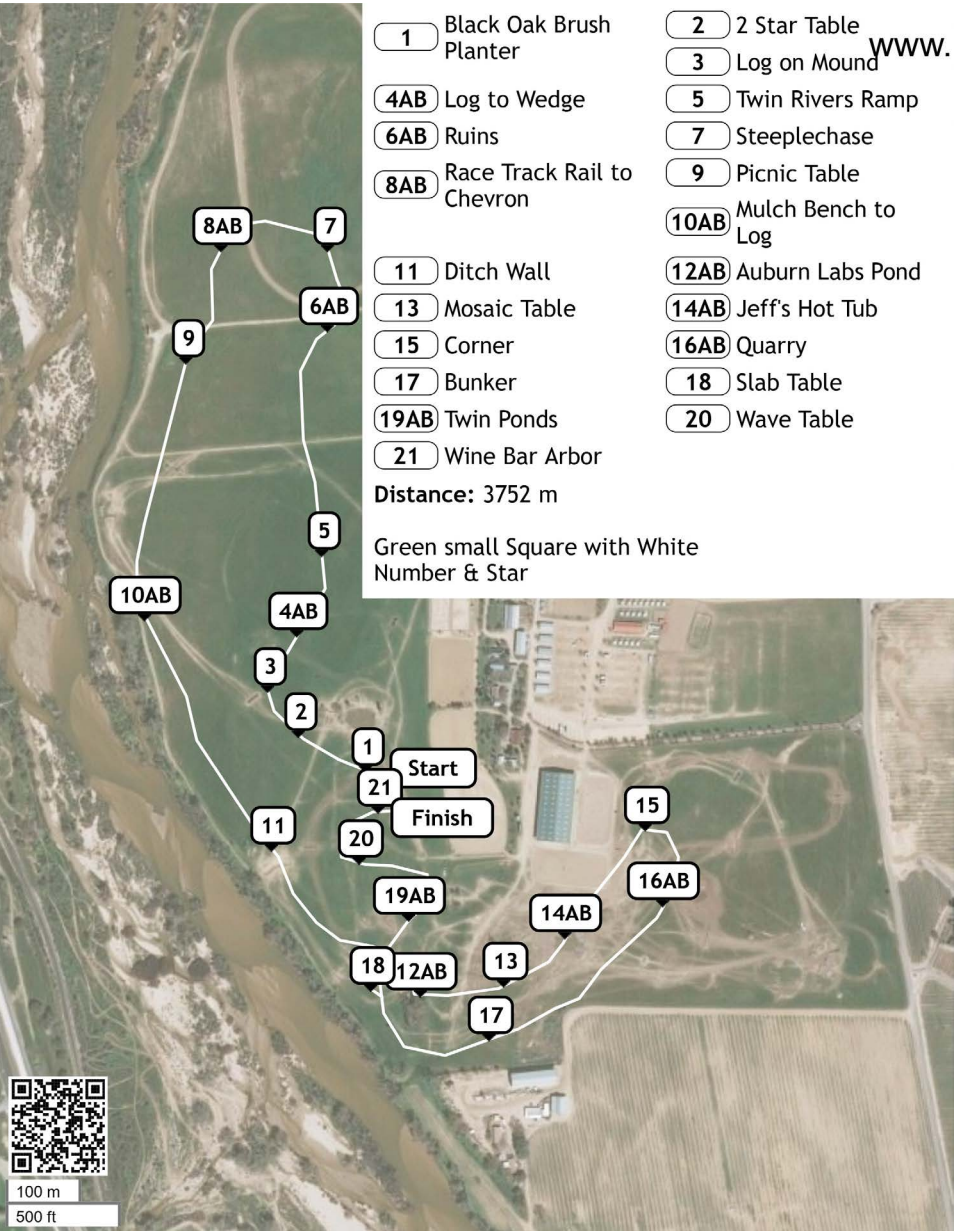 1 Black Oak Brush
Planter
2 2 Star Table
www.
3 Log on Mound
4AB Log to Wedge
5 Twin Rivers Ramp
6AB Ruins
7 Steeplechase
8AB Race Track Rail to
Chevron
9 Picnic Table
10AB Mulch Bench to
Log
11 Ditch Wall
12AB Auburn Labs Pond
13 Mosaic Table
14AB Jeff's Hot Tub
15 Corner
16AB Quarry
17 Bunker
18 Slab Table
19AB Twin Ponds
20 Wave Table
21 Wine Bar Arbor
Distance: 3752 m
Green small Square with White
Number & Star
8AB
7
6AB
9
5
10AB
4AB
3
2
1
Start
21
Finish
15
11
20
16AB
19AB
14AB
18
12AB
13
17
100 m
500 ft